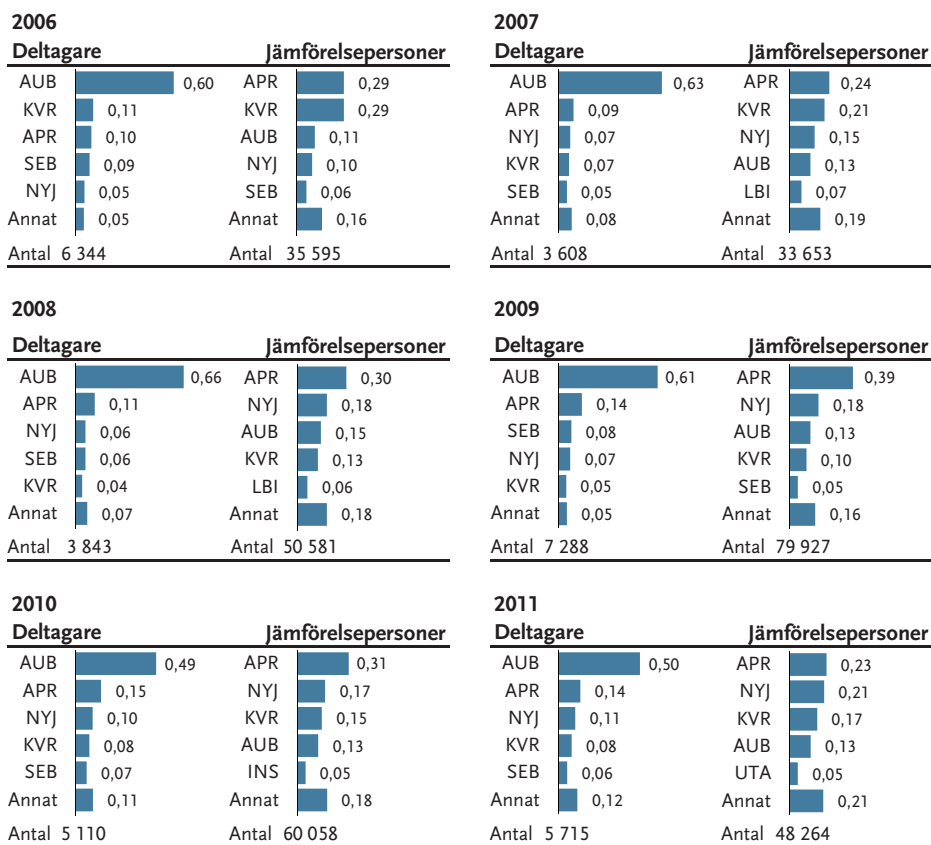 2006
Deltagare Jämförelsepersoner
AUB 0,60 APR 0,29
KVR 0,11 KVR 0,29
APR 0,10 AUB 0,11
SEB 0,09 NYJ 0,10
NYJ 0,05 SEB 0,06
Annat 0,05 Annat 0,16
Antal 6 344 Antal 35 595
2007
Deltagare Jämförelsepersoner
AUB 0,63 APR 0,24
APR 0,09 KVR 0,21
NYJ 0,07 NYJ 0,15
KVR 0,07 AUB 0,13
SEB 0,05 LBI 0,07
Annat 0,08 Annat 0,19
Antal 3 608 Antal 33 653
2008
Deltagare Jämförelsepersoner
AUB 0,66 APR 0,30
APR 0,11 NYJ 0,18
NYJ 0,06 AUB 0,15
SEB 0,06 KVR 0,13
KVR 0,04 LBI 0,06
Annat 0,07 Annat 0,18
Antal 3 843 Antal 50 581
2009
Deltagare Jämförelsepersoner
AUB 0,61 APR 0,39
APR 0,14 NYJ 0,18
SEB 0,08 AUB 0,13
NYJ 0,07 KVR 0,10
KVR 0,05 SEB 0,05
Annat 0,05 Annat 0,16
Antal 7 288 Antal 79 927
2010
Deltagare Jämförelsepersoner
AUB 0,49 APR 0,31
APR 0,15 NYJ 0,17
NYJ 0,10 KVR 0,15
KVR 0,08 AUB 0,13
SEB 0,07 INS 0,05
Annat 0,11 Annat 0,18
Antal 5 110 Antal 60 058
2011
Deltagare Jämförelsepersoner
AUB 0,50 APR 0,23
APR 0,14 NYJ 0,21
NYJ 0,11 KVR 0,17
KVR 0,08 AUB 0,13
SEB 0,06 UTA 0,05
Annat 0,12 Annat 0,21
Antal 5 715 Antal 48 264